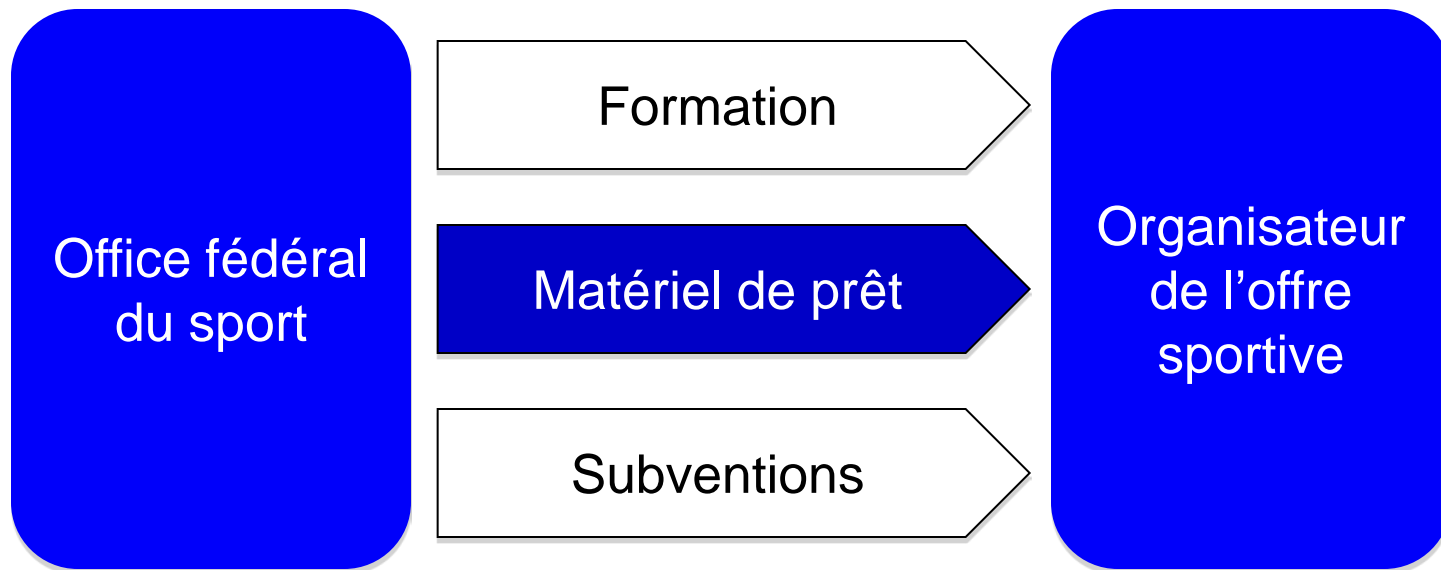 Office fédéral
du sport
Formation
Matériel de prêt
Subventions
Organisateur
de l’offre
sportive